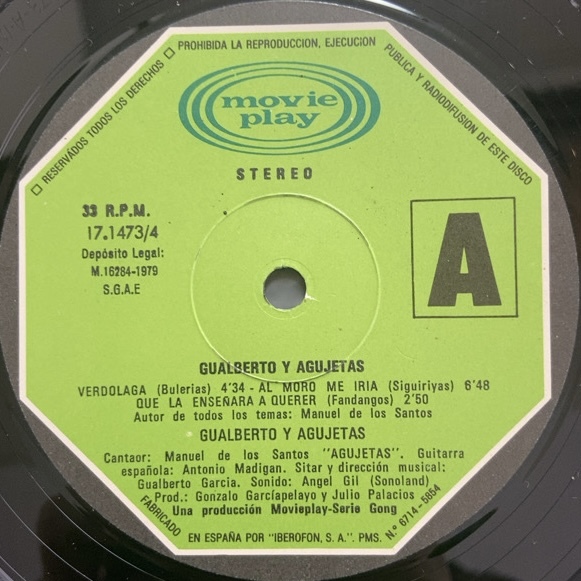 □ RESERVADOS TODOS LOS DERECHOS □ PROHIBIDA LA REPRODUCCION, EJECUCION PUBLICA Y RADIODIFUSION DE ESTE DISCO
movie
play
STEREO
33 R.P.M.
17.1473/4
Depósito Legal:
M.16284-1979
S.G.A.E
A
GUALBERTO Y AGUJETAS
VERDOLAGA (Bulerias) 4'34 - AL MORO ME IRIA (Siguiriyas) 6'48
QUE LA ENSEÑARA A QUERER (Fandangos) 2'50
Autor de todos los temas: Manuel de los Santos
GUALBERTO Y AGUJETAS
Cantaor: Manuel de los Santos "AGUJETAS". Guitarra
española: Antonio Madigan. Sitar y dirección musical:
Gualberto Garcia. Sonido: Angel Gil (Sonoland)
Prod.: Gonzalo Garcíapelayo y Julio Palacios
Una producción Movieplay-Serie Gong
FABRICADO EN ESPAÑA POR "IBEROFON, S.A.". PMS. N.º 6714-5854